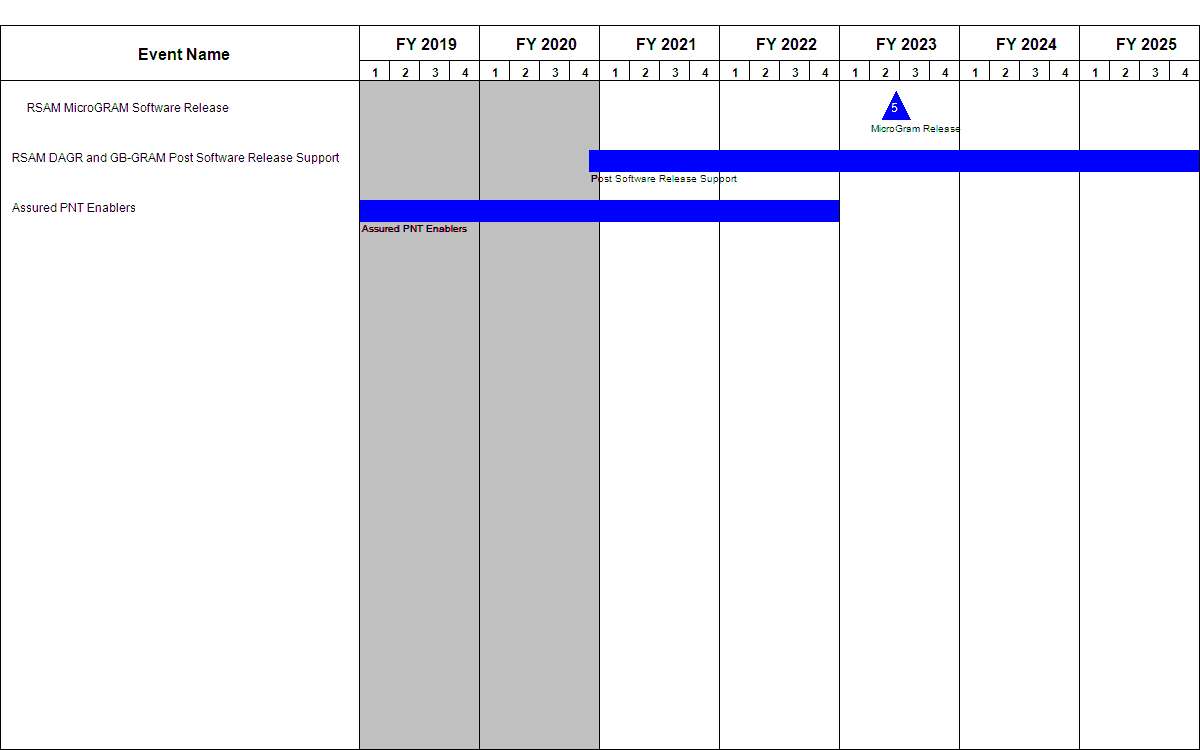 Event Name FY 2019 FY 2020 FY 2021 FY 2022 FY 2023 FY 2024 FY 2025
1 2 3 4 1 2 3 4 1 2 3 4 1 2 3 4 1 2 3 4 1 2 3 4 1 2 3 4
RSAM MicroGRAM Software Release 5
MicroGram Release
RSAM DAGR and GB-GRAM Post Software Release Support
Post Software Release Support
Assured PNT Enablers
Assured PNT Enablers